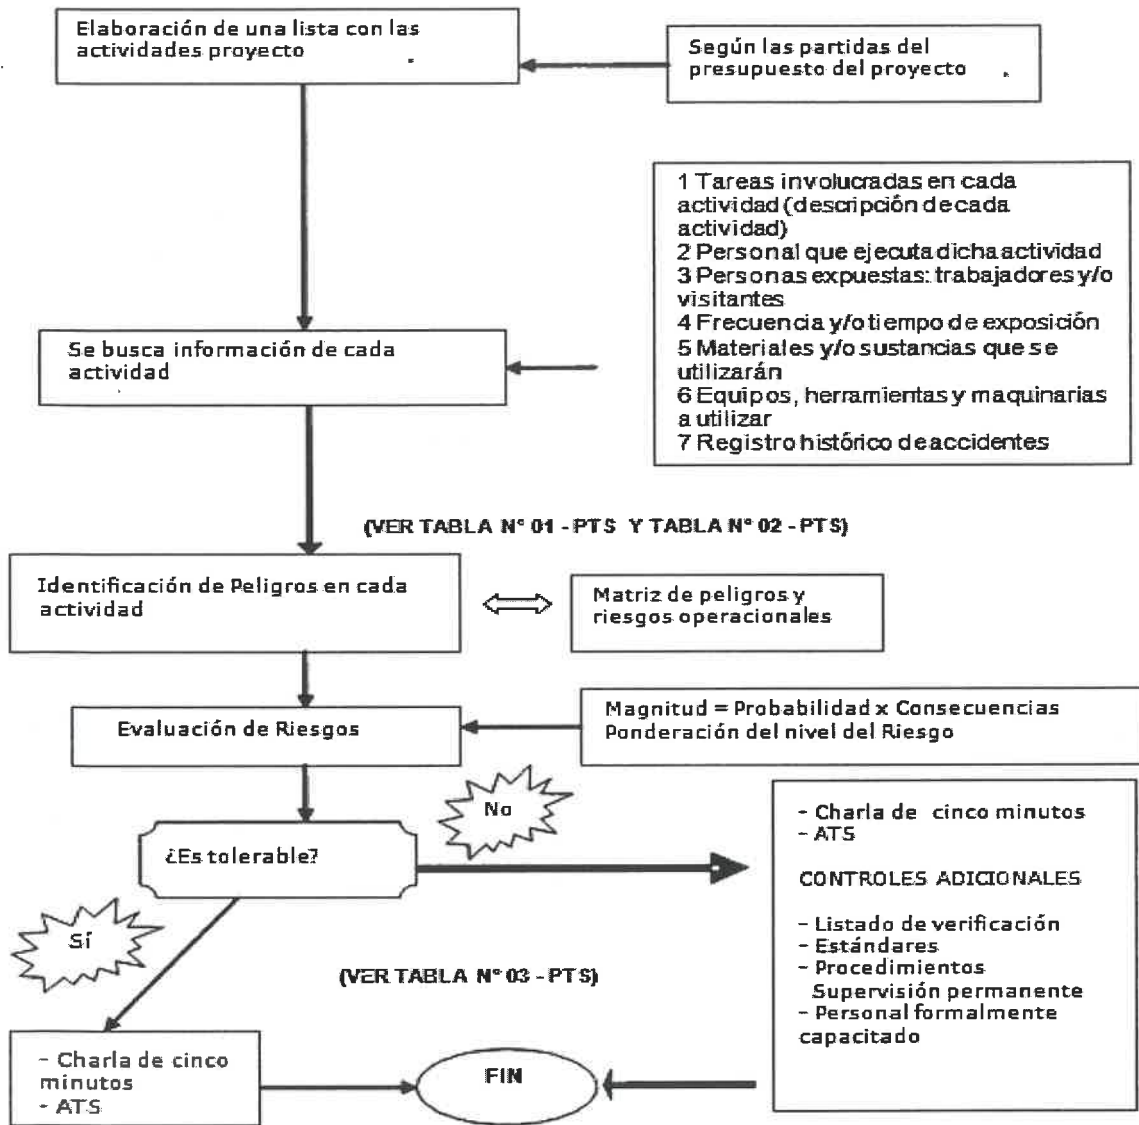 Elaboración de una lista con las
actividades proyecto
Según las partidas del
presupuesto del proyecto
1 Tareas involucradas en cada
actividad (descripción de cada
actividad)
2 Personal que ejecuta dicha actividad
3 Personas expuestas: trabajadores y/o
visitantes
4 Frecuencia y/o tiempo de exposición
5 Materiales y/o sustancias que se
utilizarán
6 Equipos, herramientas y maquinarias
a utilizar
7 Registro histórico de accidentes
Se busca información de cada
actividad
(VER TABLA N° 01 - PTS Y TABLA N° 02 - PTS)
Identificación de Peligros en cada
actividad
Matriz de peligros y
riesgos operacionales
Evaluación de Riesgos
Magnitud = Probabilidad x Consecuencias
Ponderación del nivel del Riesgo
No
¿Es tolerable?
- Charla de cinco minutos
- ATS
CONTROLES ADICIONALES
- Listado de verificación
- Estándares
- Procedimientos
Supervisión permanente
- Personal formalmente
capacitado
Sí
(VER TABLA N° 03 - PTS)
- Charla de cinco
minutos
- ATS
FIN